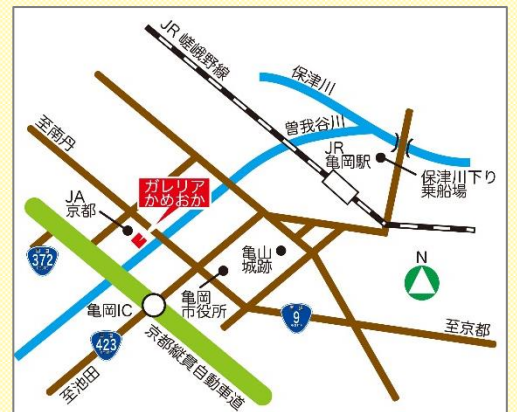 JR 嵯峨野線
保津川
曽我谷川
至南丹
JR
亀岡駅
保津川下り
乗船場
ガレリア
かめおか
JA
京都
亀山
城跡
N
372
亀岡IC
亀岡
市役所
9
至京都
423
至池田
京都縦貫自動車道